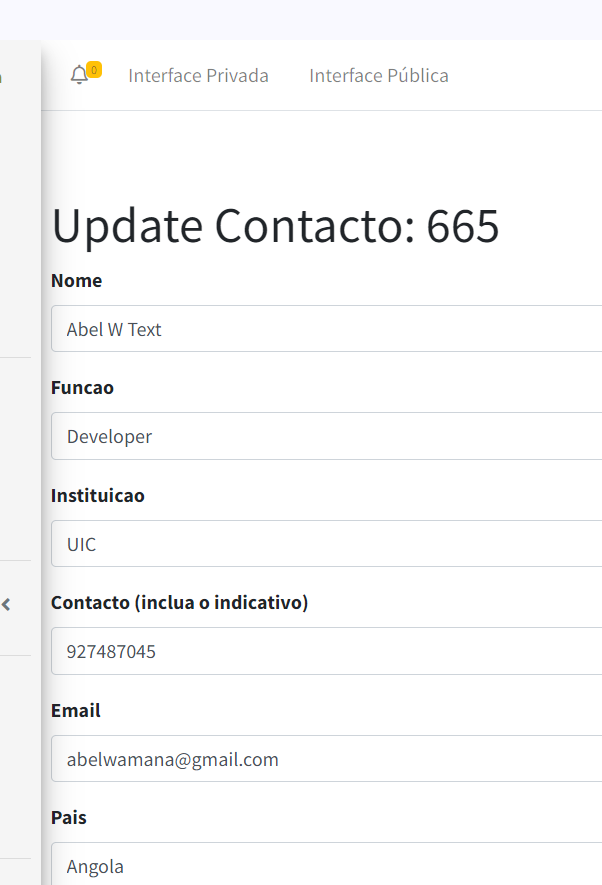 0
Interface Privada Interface Pública
Update Contacto: 665
Nome
Abel W Text
Funcao
Developer
Instituicao
UIC
Contacto (inclua o indicativo)
927487045
Email
abelwamana@gmail.com
Pais
Angola